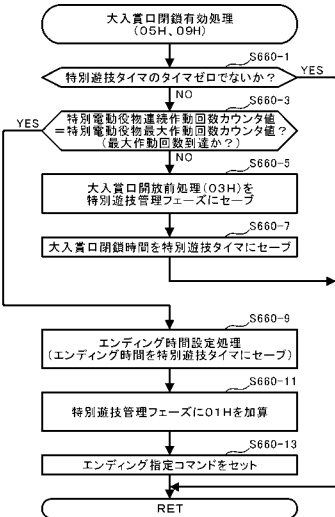 大入賞口閉鎖有効処理
(05H、09H)
S660-1
特別遊技タイマのタイマゼロでないか?
YES
NO
S660-3
YES
特別電動役物連続作動回数カウンタ値
=特別電動役物最大作動回数カウンタ値?
(最大作動回数到達か?)
NO
S660-5
大入賞口開放前処理(03H)を
特別遊技管理フェーズにセーブ
S660-7
大入賞口閉鎖時間を特別遊技タイマにセーブ
S660-9
エンディング時間設定処理
(エンディング時間を特別遊技タイマにセーブ)
S660-11
特別遊技管理フェーズに01Hを加算
S660-13
エンディング指定コマンドをセット
RET